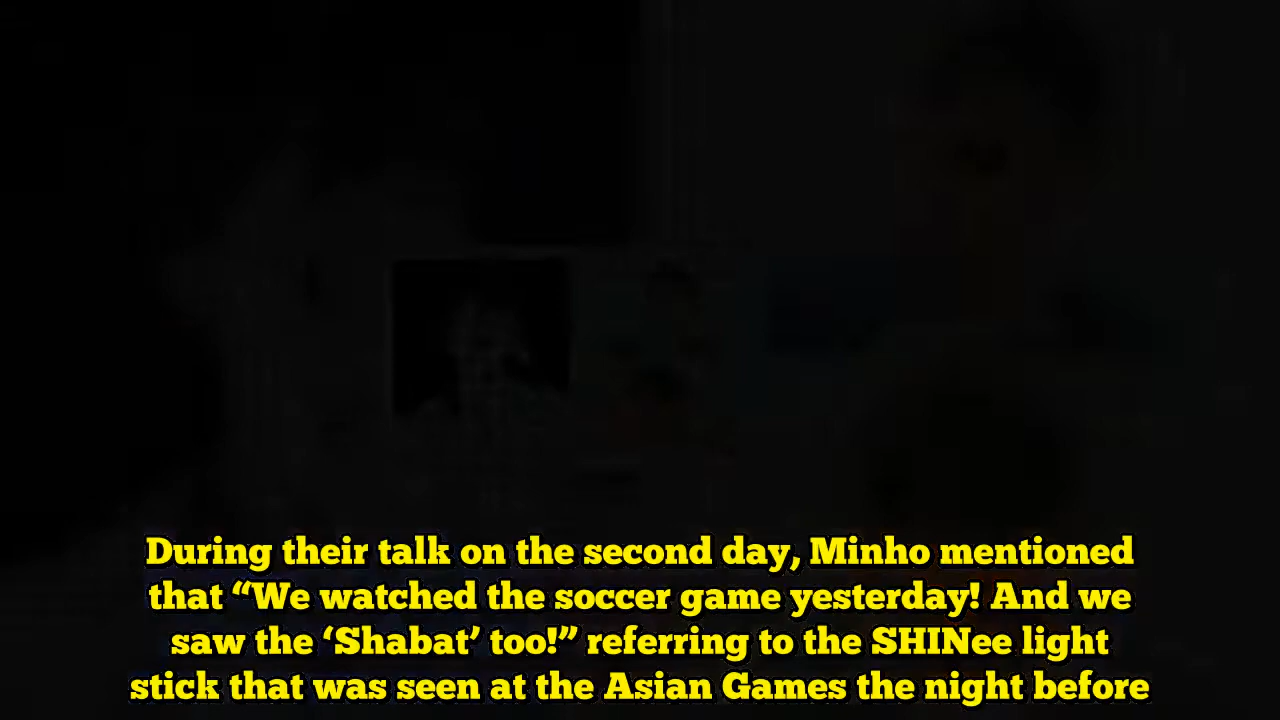 During their talk on the second day, Minho mentioned
that “We watched the soccer game yesterday! And we
saw the ‘Shabat’ too!” referring to the SHINee light
stick that was seen at the Asian Games the night before